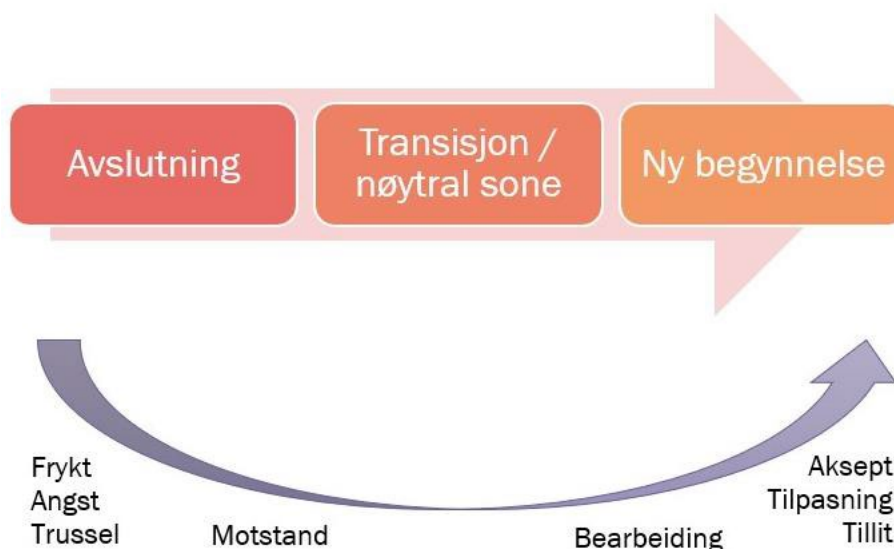 Avslutning
Transisjon /
nøytral sone
Ny begynnelse
Frykt
Angst
Trussel
Motstand
Bearbeiding
Aksept
Tilpasning
Tillit